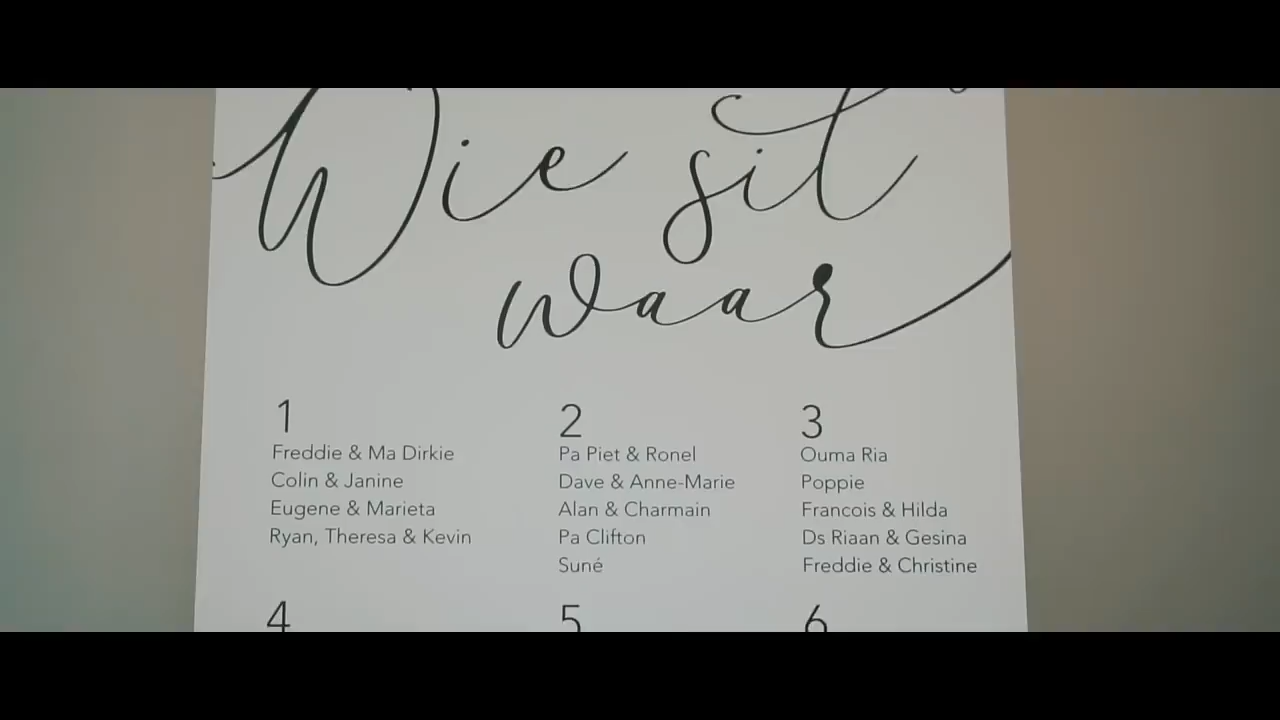 Wie sit
waar
1
Freddie & Ma Dirkie
Colin & Janine
Eugene & Marieta
Ryan, Theresa & Kevin
2
Pa Piet & Ronel
Dave & Anne-Marie
Alan & Charmain
Pa Clifton
Suné
3
Ouma Ria
Poppie
Francois & Hilda
Ds Riaan & Gesina
Freddie & Christine
4
5
6